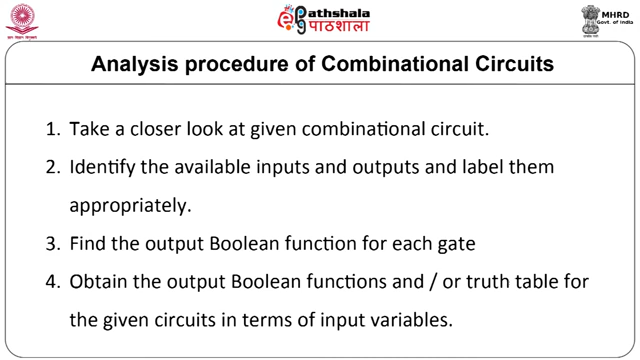 ePathshala
पाठशाला
MHRD
Govt. of India
Analysis procedure of Combinational Circuits
1. Take a closer look at given combinational circuit.
2. Identify the available inputs and outputs and label them
appropriately.
3. Find the output Boolean function for each gate
4. Obtain the output Boolean functions and / or truth table for
the given circuits in terms of input variables.